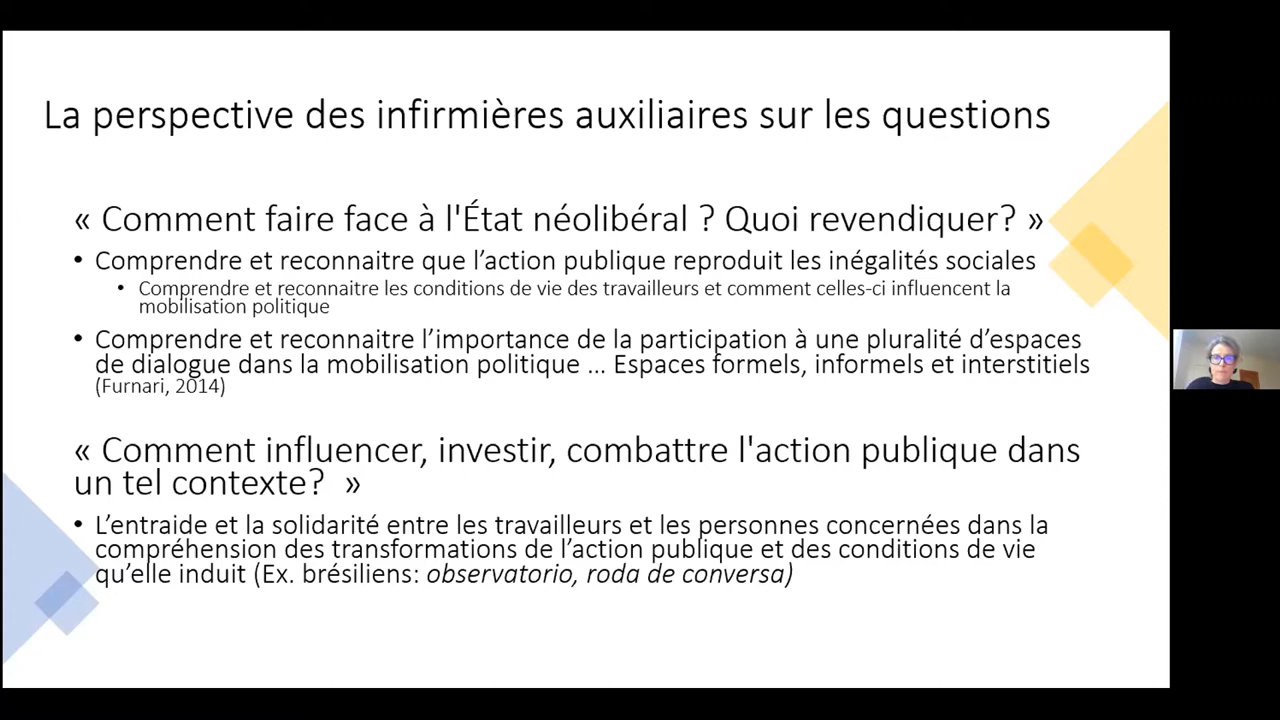 La perspective des infirmières auxiliaires sur les questions
« Comment faire face à l'État néolibéral ? Quoi revendiquer? »
• Comprendre et reconnaitre que l’action publique reproduit les inégalités sociales
• Comprendre et reconnaitre les conditions de vie des travailleurs et comment celles-ci influencent la
mobilisation politique
• Comprendre et reconnaitre l’importance de la participation à une pluralité d’espaces
de dialogue dans la mobilisation politique … Espaces formels, informels et interstitiels
(Furnari, 2014)
« Comment influencer, investir, combattre l'action publique dans
un tel contexte? »
• L’entraide et la solidarité entre les travailleurs et les personnes concernées dans la
compréhension des transformations de l’action publique et des conditions de vie
qu’elle induit (Ex. brésiliens: observatorio, roda de conversa)